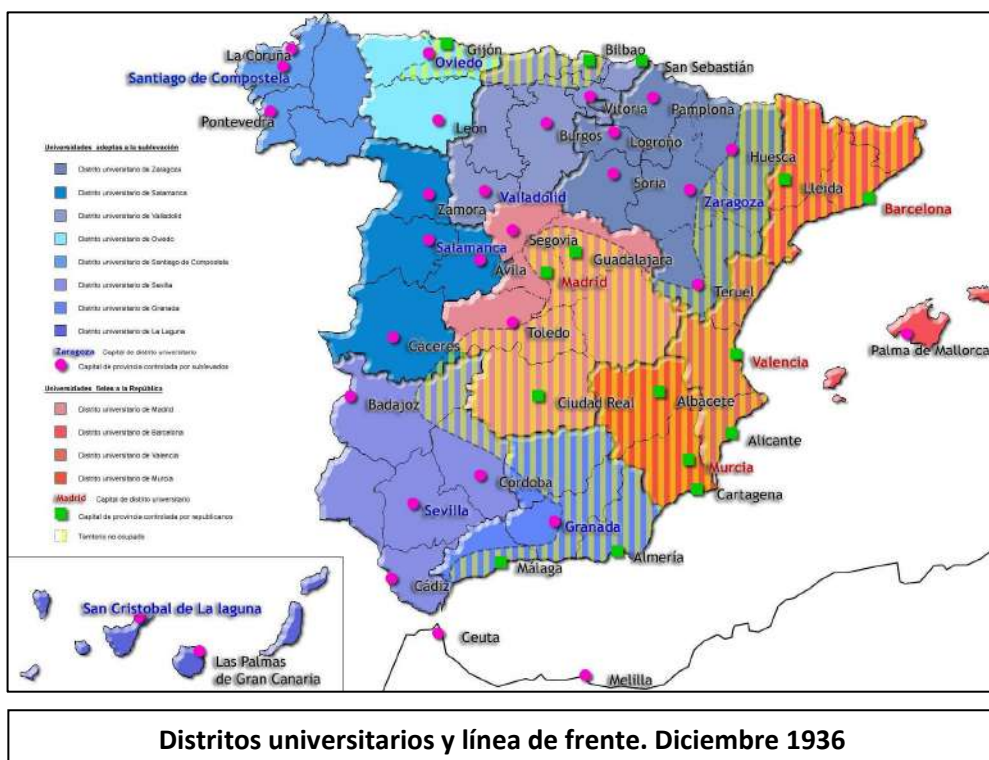 La Coruña
Santiago de Compostela
Pontevedra
Gijón
Oviedo
León
Bilbao
San Sebastián
Vitoria
Pamplona
Burgos
Logroño
Huesca
Lleida
Barcelona
Zamora
Valladolid
Soria
Zaragoza
Salamanca
Segovia
Avila
Guadalajara
Madrid
Teruel
Toledo
Cáceres
Valencia
Palma de Mallorca
Badajoz
Ciudad Real
Albacete
Alicante
Murcia
Cartagena
Córdoba
Sevilla
Granada
Almería
Málaga
Cádiz
Ceuta
Melilla
Universidades adeptas a la sublevación
Distrito universitario de Zaragoza
Distrito universitario de Salamanca
Distrito universitario de Valladolid
Distrito universitario de Oviedo
Distrito universitario de Santiago de Compostela
Distrito universitario de Sevilla
Distrito universitario de Granada
Distrito universitario de La Laguna
Zaragoza Capital de distrito universitario
Capital de provincia controlada por sublevados
Universidades fieles a la República
Distrito universitario de Madrid
Distrito universitario de Barcelona
Distrito universitario de Valencia
Distrito universitario de Murcia
Madrid Capital de distrito universitario
Capital de provincia controlada por republicanos
Territorio no ocupado
San Cristobal de La laguna
Las Palmas
de Gran Canaria
Distritos universitarios y línea de frente. Diciembre 1936